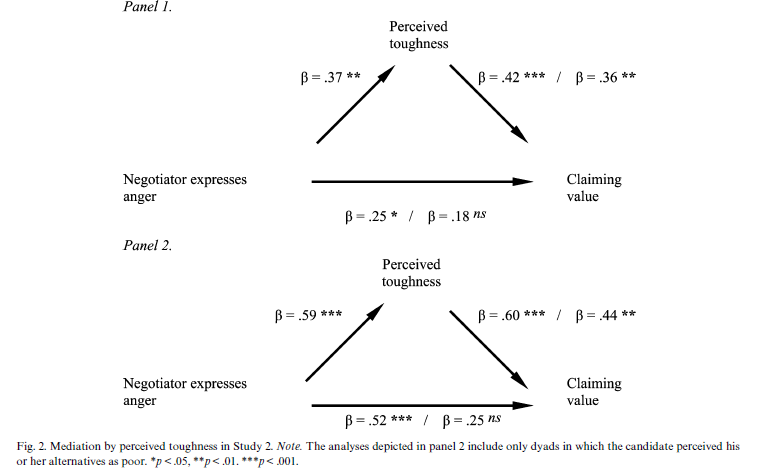 Panel 1.
Perceived
toughness
β = .37 **
β = .42 *** / β = .36 **
Negotiator expresses
anger
Claiming
value
β = .25 * / β = .18 ns
Panel 2.
Perceived
toughness
β = .59 ***
β = .60 *** / β = .44 **
Negotiator expresses
anger
Claiming
value
β = .52 *** / β = .25 ns
Fig. 2. Mediation by perceived toughness in Study 2. Note. The analyses depicted in panel 2 include only dyads in which the candidate perceived his
or her alternatives as poor. *p < .05, **p < .01. ***p < .001.